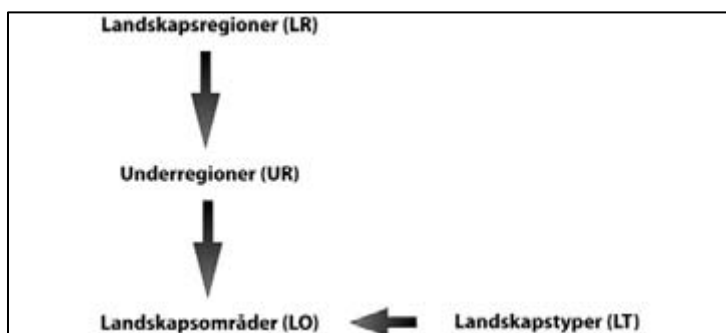 Landskapsregioner (LR)
Underregioner (UR)
Landskapsområder (LO)
Landskapstyper (LT)